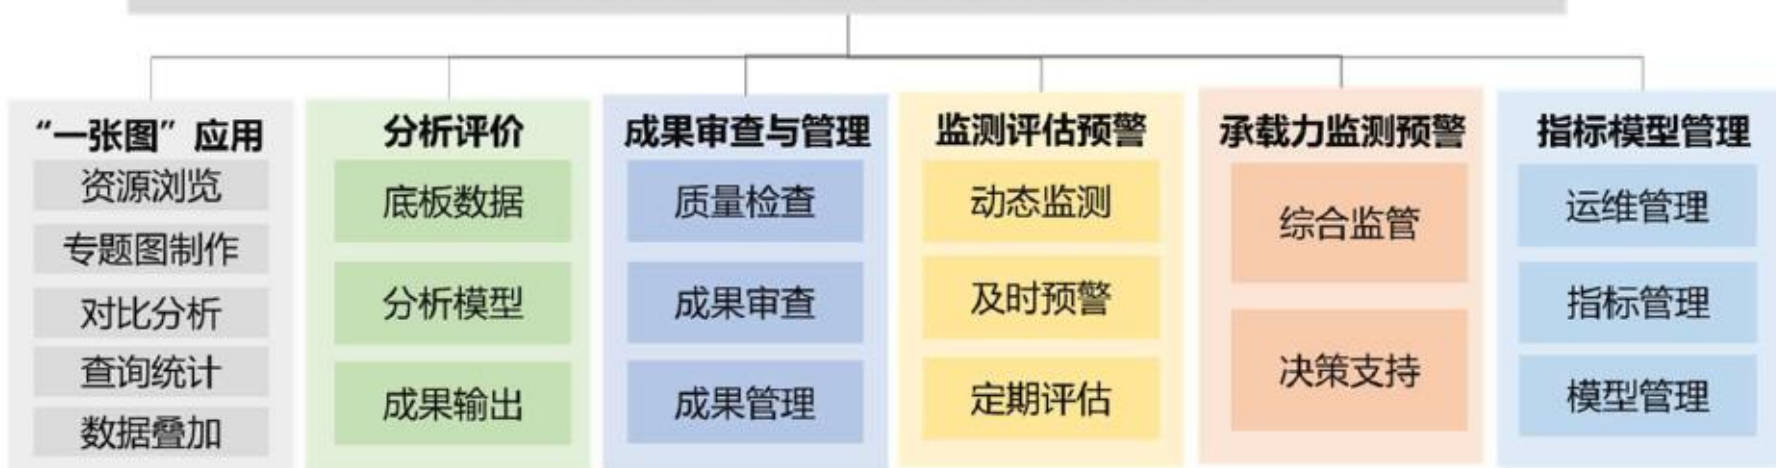 “一张图”应用
资源浏览
专题图制作
对比分析
查询统计
数据叠加
分析评价
底板数据
分析模型
成果输出
成果审查与管理
质量检查
成果审查
成果管理
监测评估预警
动态监测
及时预警
定期评估
承载力监测预警
综合监管
决策支持
指标模型管理
运维管理
指标管理
模型管理